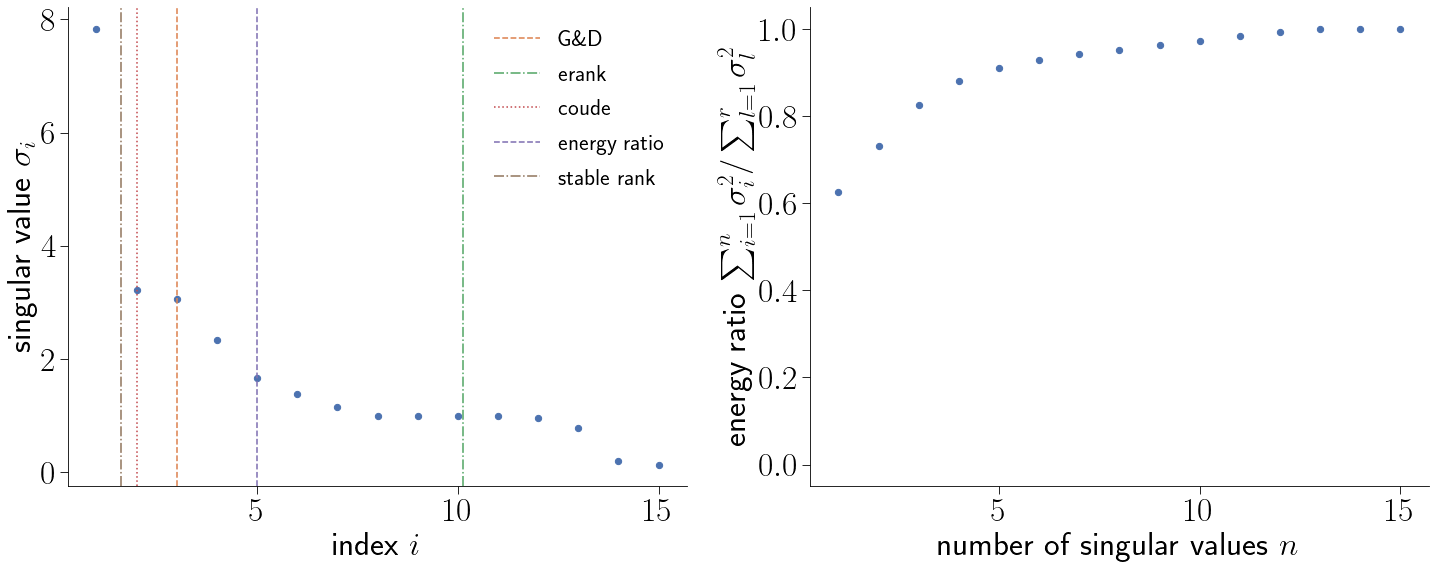 8
6
4
2
0
singular value σ_i
5
10
15
index i
G&D
erank
coude
energy ratio
stable rank
1.0
0.8
0.6
0.4
0.2
0.0
energy ratio ∑_{i=1}^{n} σ_i^2 / ∑_{l=1}^{r} σ_l^2
5
10
15
number of singular values n